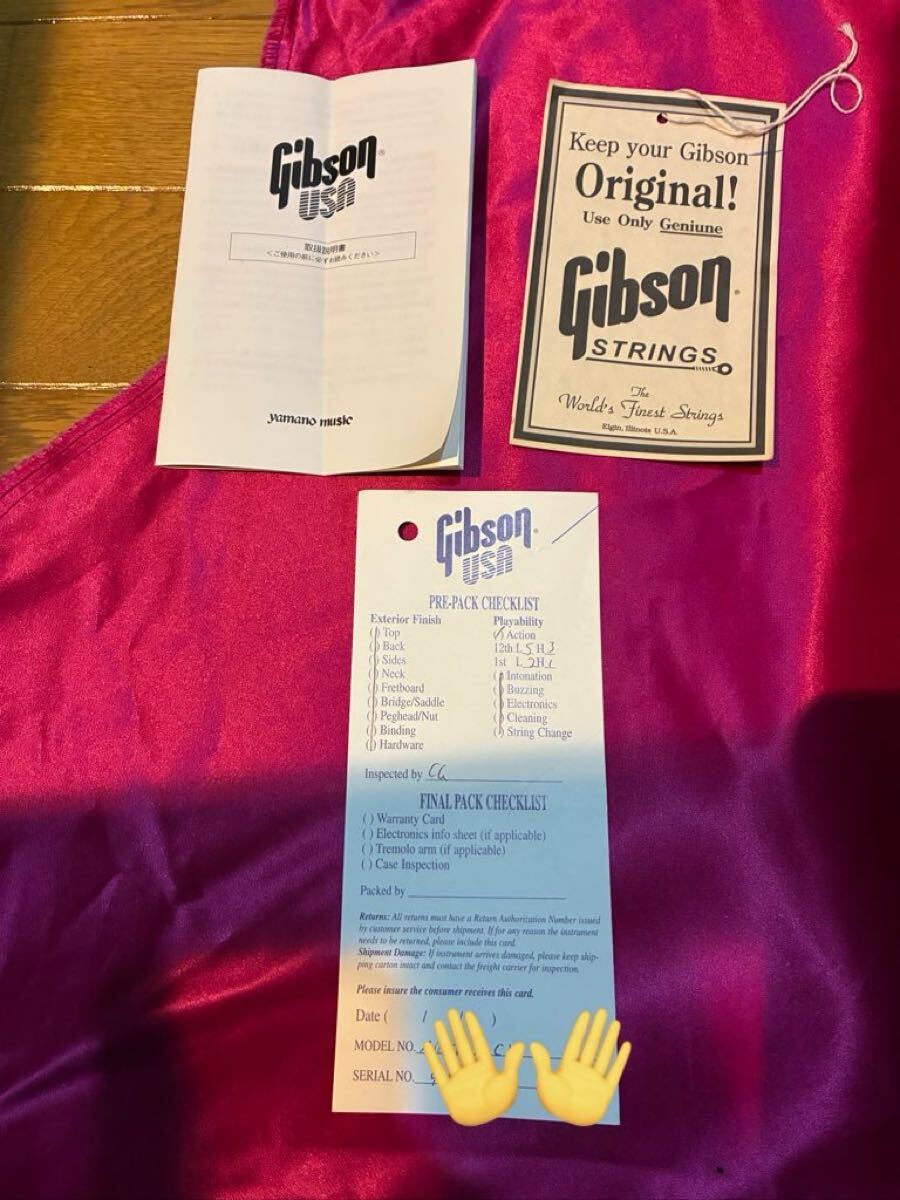 Gibson
USA
取扱説明書
<ご使用の前に必ずお読みください>
yamano music
Keep your Gibson
Original!
Use Only Geniune
Gibson
STRINGS
The
World's Finest Strings
Elgin, Illinois U.S.A.
Gibson
USA
PRE-PACK CHECKLIST
Exterior Finish
( ) Top
( ) Back
( ) Sides
( ) Neck
( ) Fretboard
( ) Bridge/Saddle
( ) Peghead/Nut
( ) Binding
( ) Hardware
Playability
(✓) Action
12th L 5 H 3
1st L 2 H 1
( ) Intonation
( ) Buzzing
( ) Electronics
( ) Cleaning
( ) String Change
Inspected by
FINAL PACK CHECKLIST
( ) Warranty Card
( ) Electronics info sheet (if applicable)
( ) Tremolo arm (if applicable)
( ) Case Inspection
Packed by
Returns: All returns must have a Return Authorization Number issued
by customer service before shipment. If for any reason the instrument
needs to be returned, please include this card.
Shipment Damage: If instrument arrives damaged, please keep ship-
ping carton intact and contact the freight carrier for inspection.
Please insure the consumer receives this card.
Date ( / / )
MODEL NO.
SERIAL NO.